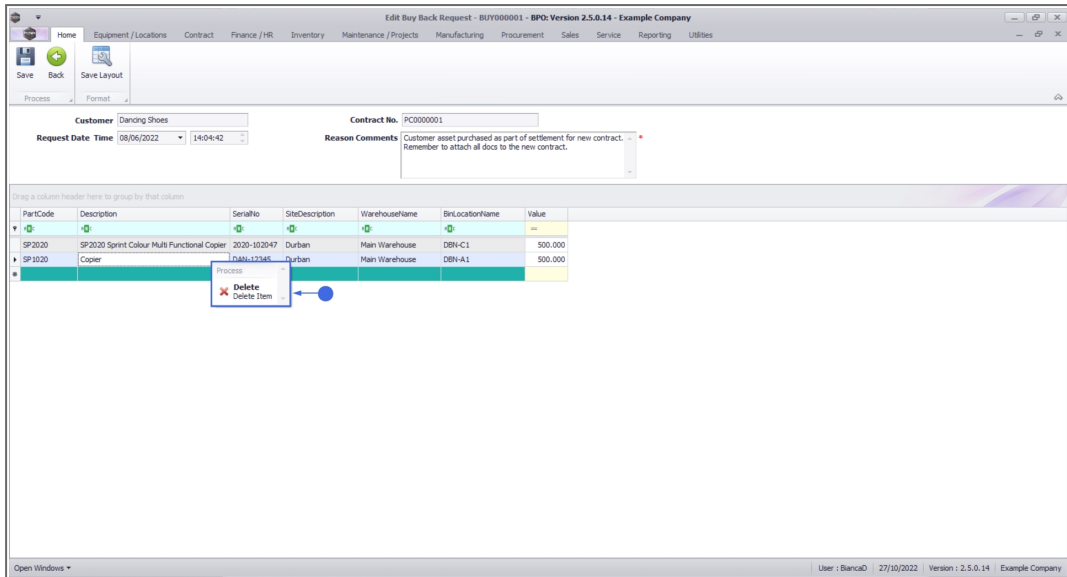 Edit Buy Back Request - BUY000001 - BPO: Version 2.5.0.14 - Example Company
Home Equipment / Locations Contract Finance / HR Inventory Maintenance / Projects Manufacturing Procurement Sales Service Reporting Utilities
Save Back Save Layout
Process Format
Customer Dancing Shoes Contract No. PC0000001
Request Date Time 08/06/2022 14:04:42 Reason Comments Customer asset purchased as part of settlement for new contract. *
Remember to attach all docs to the new contract.
Drag a column header here to group by that column
PartCode Description SerialNo SiteDescription WarehouseName BinLocationName Value
=
SP2020 SP2020 Sprint Colour Multi Functional Copier 2020-102047 Durban Main Warehouse DBN-C1 500.000
SP1020 Copier DAN-12345 Durban Main Warehouse DBN-A1 500.000
Process
Delete
Delete Item
Open Windows User : BiancaD 27/10/2022 Version : 2.5.0.14 Example Company